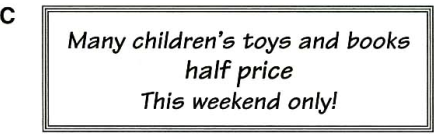 C
Many children's toys and books
half price
This weekend only!